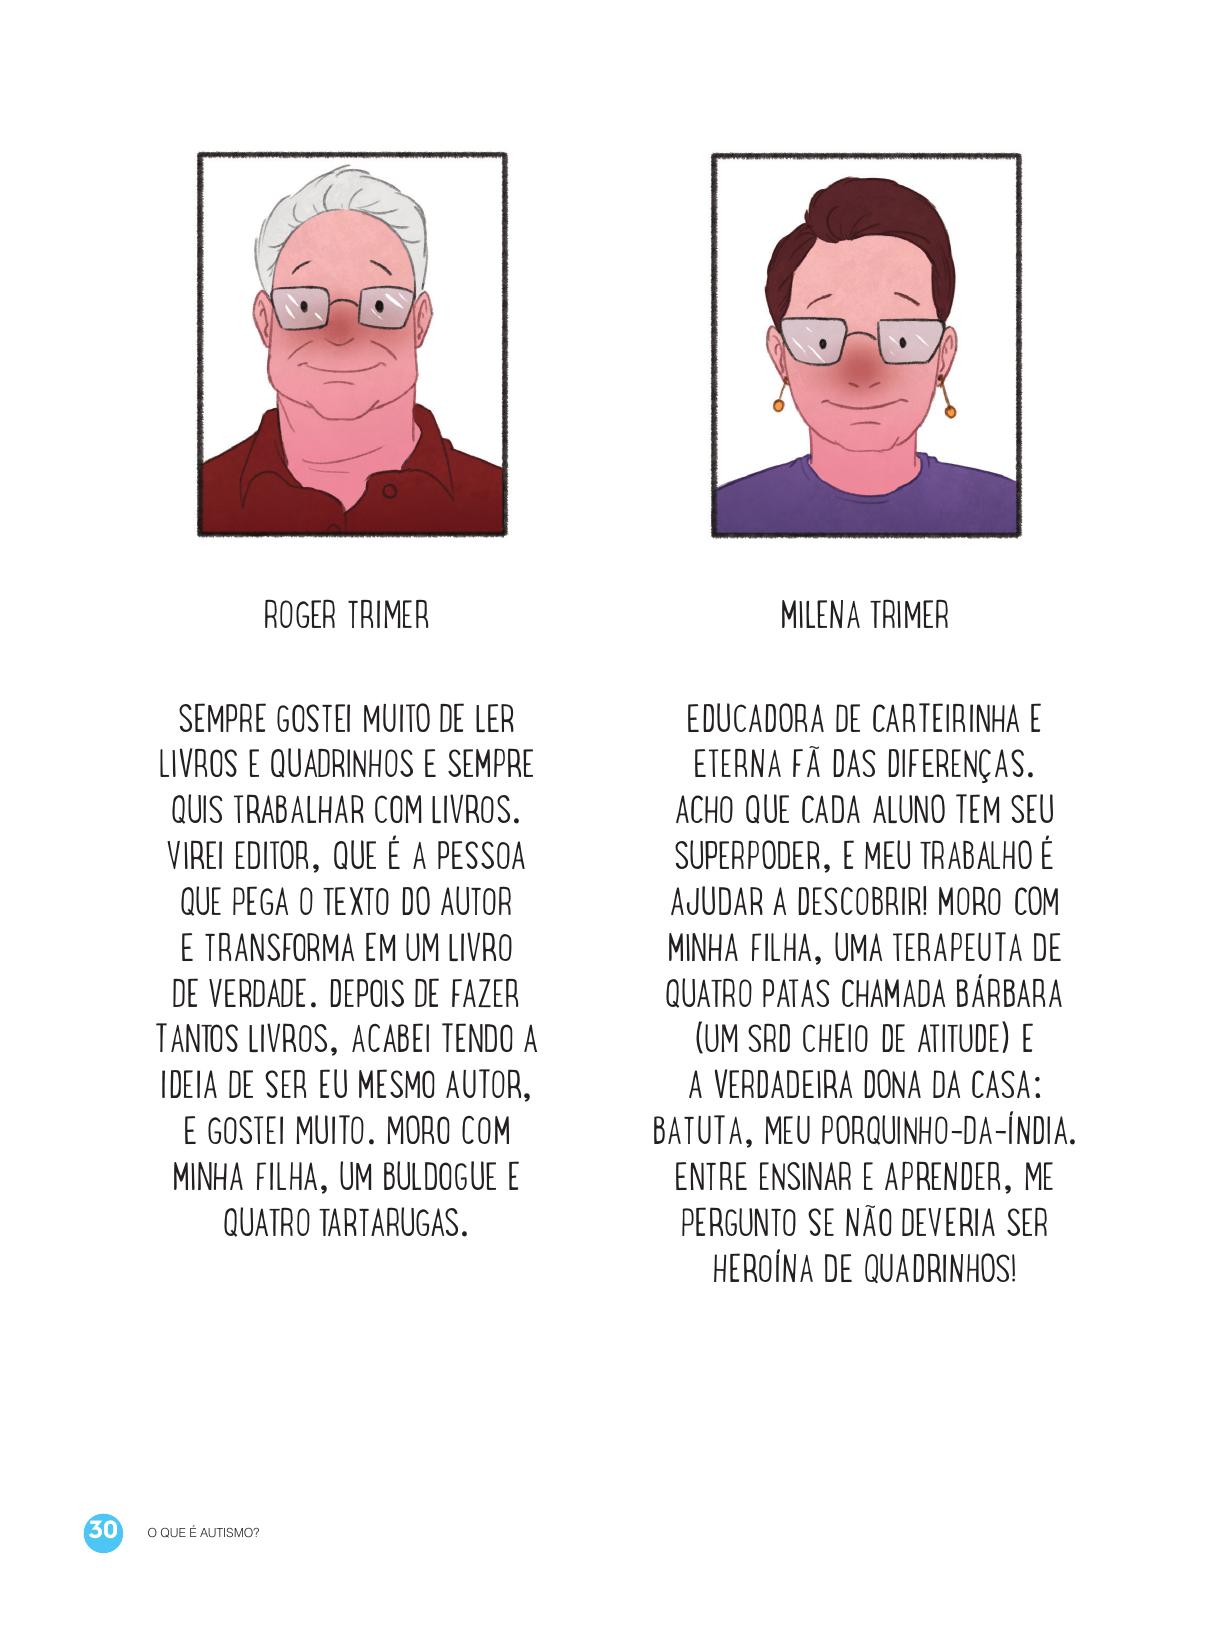 ROGER TRIMER
SEMPRE GOSTEI MUITO DE LER
LIVROS E QUADRINHOS E SEMPRE
QUIS TRABALHAR COM LIVROS.
VIREI EDITOR, QUE É A PESSOA
QUE PEGA O TEXTO DO AUTOR
E TRANSFORMA EM UM LIVRO
DE VERDADE. DEPOIS DE FAZER
TANTOS LIVROS, ACABEI TENDO A
IDEIA DE SER EU MESMO AUTOR,
E GOSTEI MUITO. MORO COM
MINHA FILHA, UM BULDOGUE E
QUATRO TARTARUGAS.
MILENA TRIMER
EDUCADORA DE CARTEIRINHA E
ETERNA FÃ DAS DIFERENÇAS.
ACHO QUE CADA ALUNO TEM SEU
SUPERPODER, E MEU TRABALHO É
AJUDAR A DESCOBRIR! MORO COM
MINHA FILHA, UMA TERAPEUTA DE
QUATRO PATAS CHAMADA BÁRBARA
(UM SRD CHEIO DE ATITUDE) E
A VERDADEIRA DONA DA CASA:
BATUTA, MEU PORQUINHO-DA-ÍNDIA.
ENTRE ENSINAR E APRENDER, ME
PERGUNTO SE NÃO DEVERIA SER
HEROÍNA DE QUADRINHOS!
30 O QUE É AUTISMO?